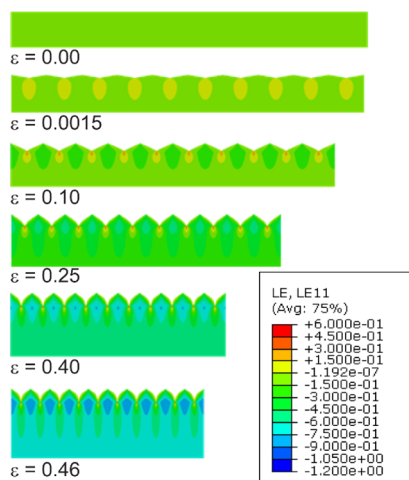 ε = 0.00
ε = 0.0015
ε = 0.10
ε = 0.25
ε = 0.40
ε = 0.46
LE, LE11
(Avg: 75%)
+6.000e-01
+4.500e-01
+3.000e-01
+1.500e-01
-1.192e-07
-1.500e-01
-3.000e-01
-4.500e-01
-6.000e-01
-7.500e-01
-9.000e-01
-1.050e+00
-1.200e+00